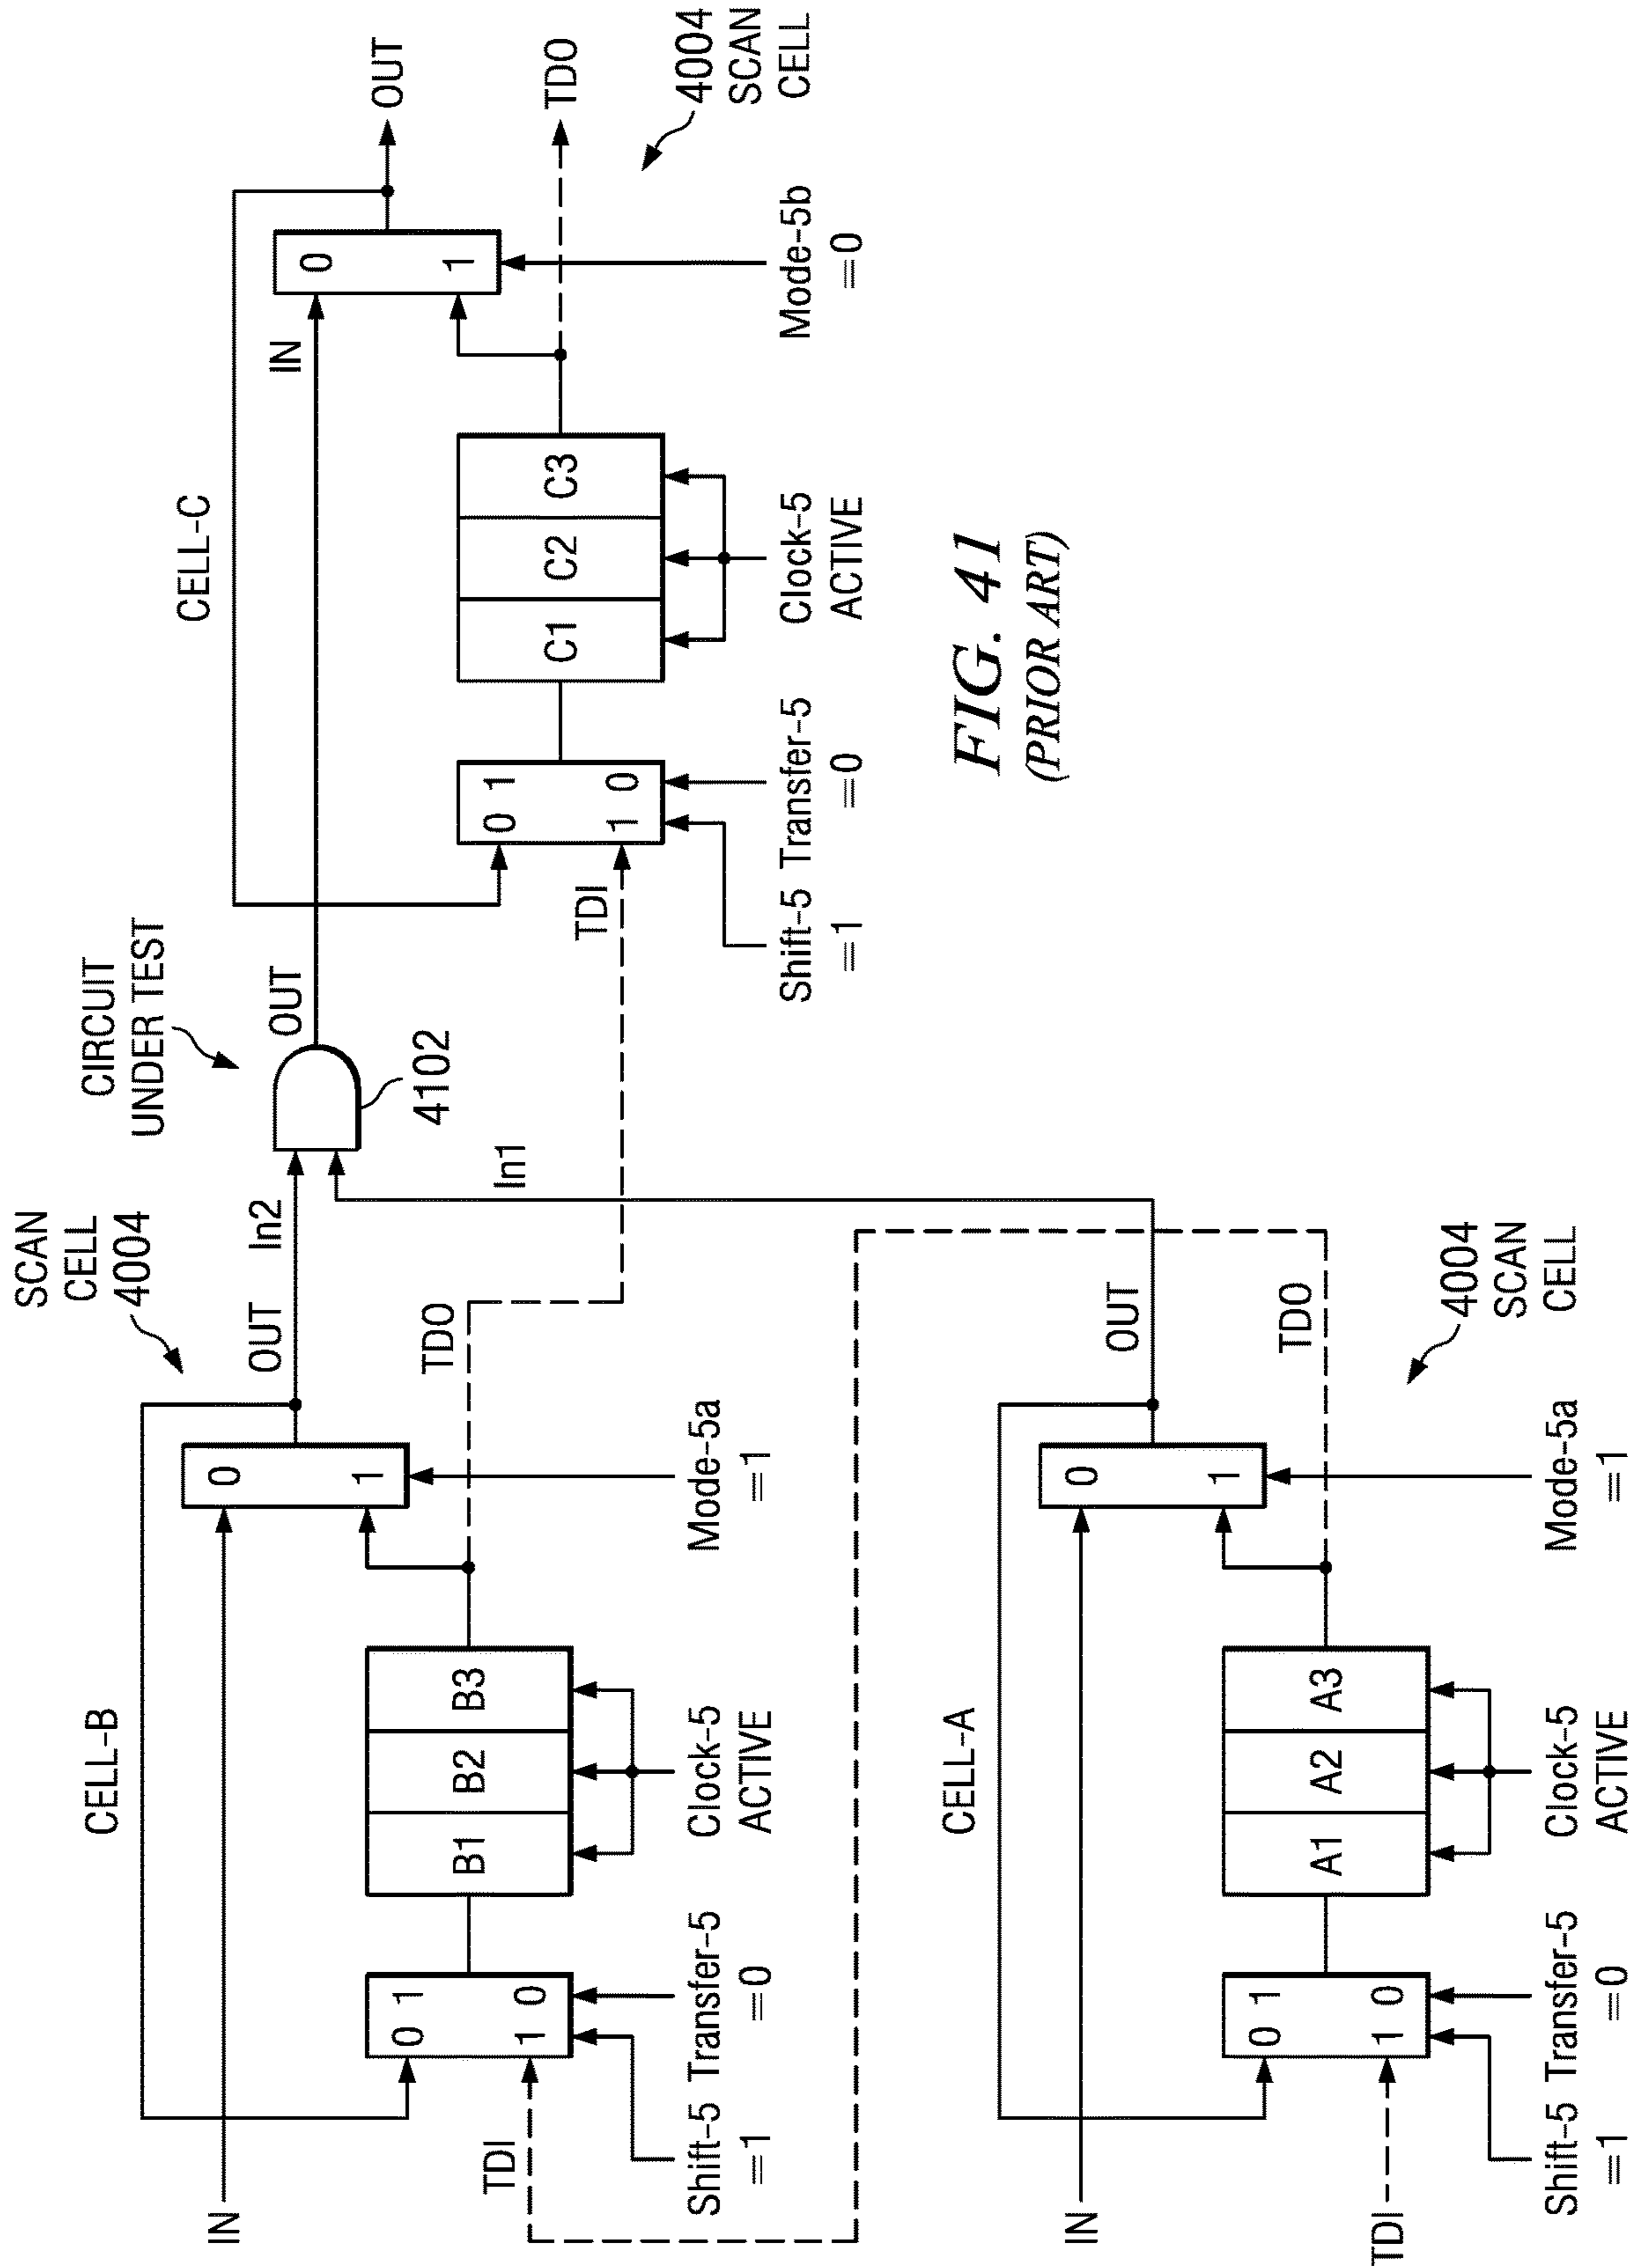 SCAN
CELL
4004
CELL-B
IN
0
1
OUT
In2
0 1
1 0
B1
B2
B3
TDO
TDI
Shift-5
=1
Transfer-5
=0
Clock-5
ACTIVE
Mode-5a
=1
CIRCUIT
UNDER TEST
OUT
4102
In1
CELL-C
IN
0
1
OUT
0 1
1 0
C1
C2
C3
TDI
TDO
Shift-5
=1
Transfer-5
=0
Clock-5
ACTIVE
Mode-5b
=0
4004
SCAN
CELL
CELL-A
IN
0
1
OUT
0 1
1 0
A1
A2
A3
TDO
TDI
Shift-5
=1
Transfer-5
=0
Clock-5
ACTIVE
Mode-5a
=1
4004
SCAN
CELL
FIG. 41
(PRIOR ART)